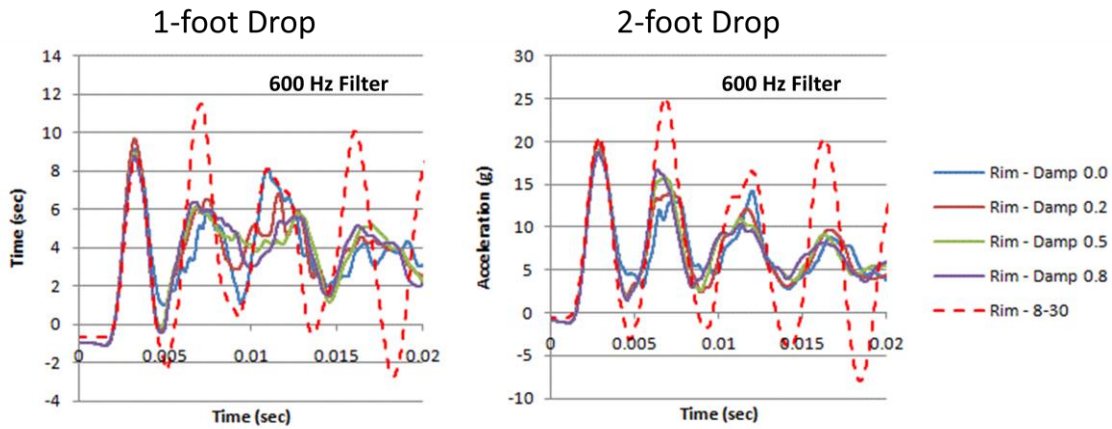 1-foot Drop
14
12
10
8
6
4
2
0
-2
-4
Time (sec)
600 Hz Filter
0
0.005
0.01
0.015
0.02
Time (sec)
2-foot Drop
30
25
20
15
10
5
0
-5
-10
Acceleration (g)
600 Hz Filter
0
0.005
0.01
0.015
0.02
Time (sec)
Rim - Damp 0.0
Rim - Damp 0.2
Rim - Damp 0.5
Rim - Damp 0.8
Rim - 8-30